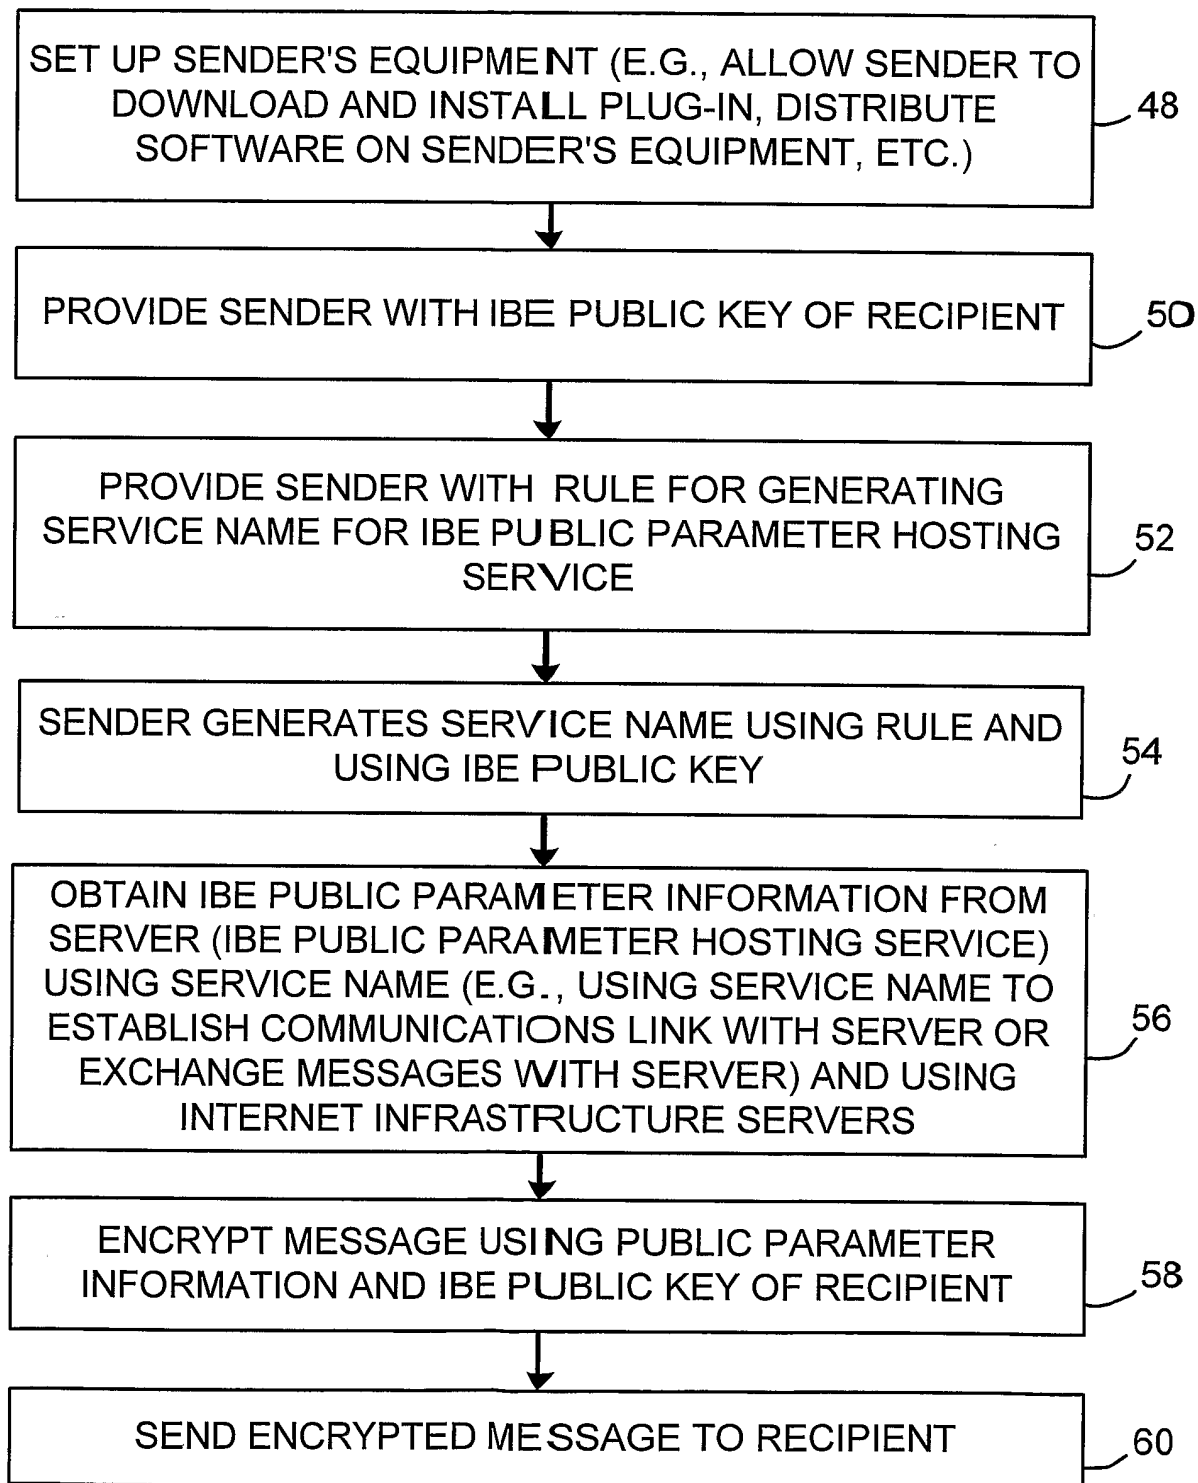 SET UP SENDER'S EQUIPMENT (E.G., ALLOW SENDER TO
DOWNLOAD AND INSTALL PLUG-IN, DISTRIBUTE
SOFTWARE ON SENDER'S EQUIPMENT, ETC.)
48
PROVIDE SENDER WITH IBE PUBLIC KEY OF RECIPIENT
50
PROVIDE SENDER WITH RULE FOR GENERATING
SERVICE NAME FOR IBE PUBLIC PARAMETER HOSTING
SERVICE
52
SENDER GENERATES SERVICE NAME USING RULE AND
USING IBE PUBLIC KEY
54
OBTAIN IBE PUBLIC PARAMETER INFORMATION FROM
SERVER (IBE PUBLIC PARAMETER HOSTING SERVICE)
USING SERVICE NAME (E.G., USING SERVICE NAME TO
ESTABLISH COMMUNICATIONS LINK WITH SERVER OR
EXCHANGE MESSAGES WITH SERVER) AND USING
INTERNET INFRASTRUCTURE SERVERS
56
ENCRYPT MESSAGE USING PUBLIC PARAMETER
INFORMATION AND IBE PUBLIC KEY OF RECIPIENT
58
SEND ENCRYPTED MESSAGE TO RECIPIENT
60